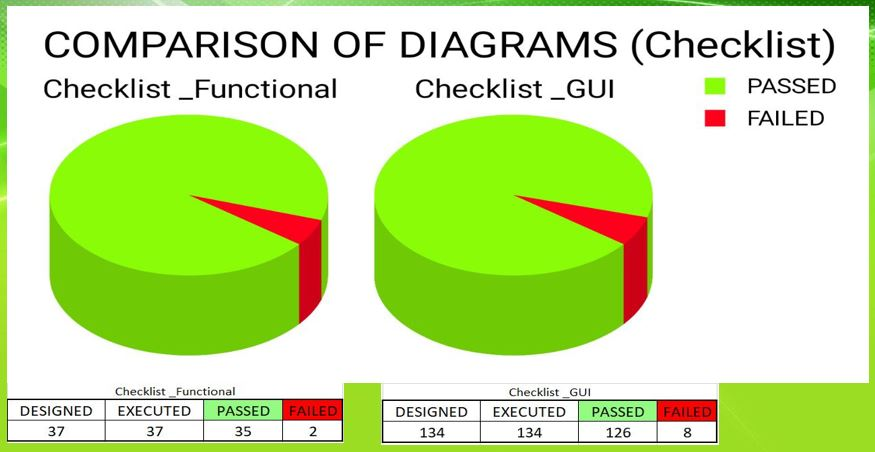 COMPARISON OF DIAGRAMS (Checklist)
Checklist _Functional
Checklist _GUI
PASSED
FAILED
Checklist _Functional
DESIGNED EXECUTED PASSED FAILED
37 37 35 2
Checklist _GUI
DESIGNED EXECUTED PASSED FAILED
134 134 126 8